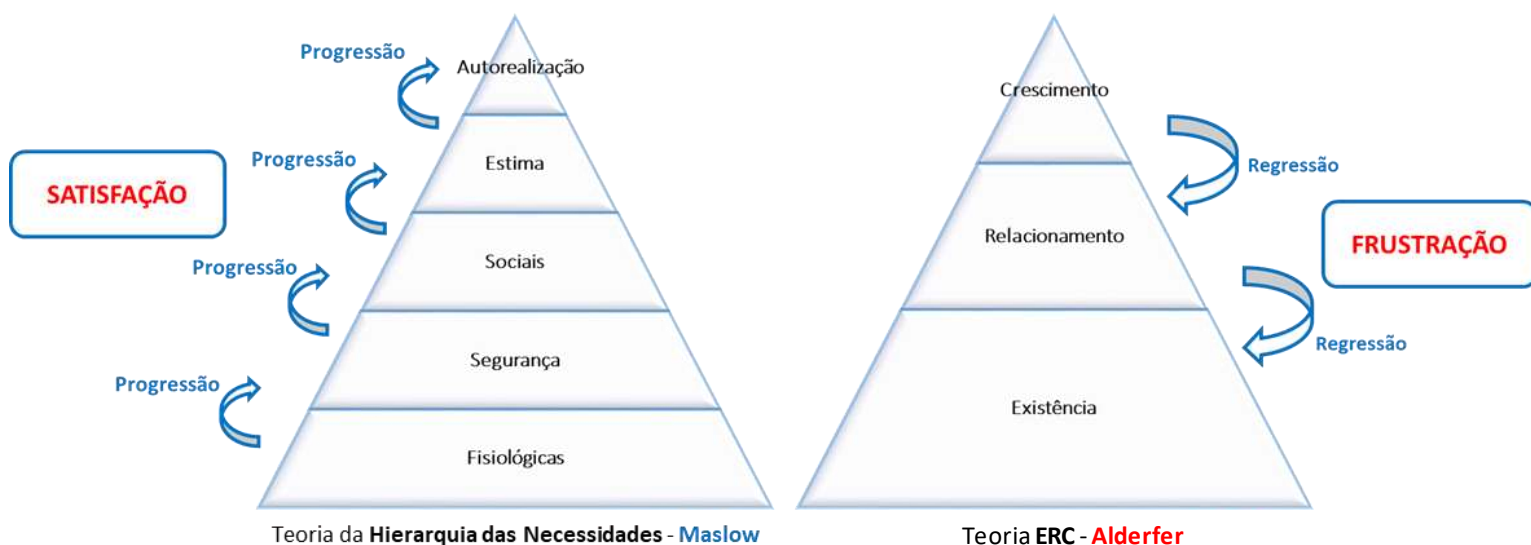 Progressão
Autorealização
Progressão
Estima
SATISFAÇÃO
Progressão
Sociais
Progressão
Segurança
Fisiológicas
Teoria da Hierarquia das Necessidades - Maslow
Crescimento
Regressão
Relacionamento
FRUSTRAÇÃO
Regressão
Existência
Teoria ERC - Alderfer